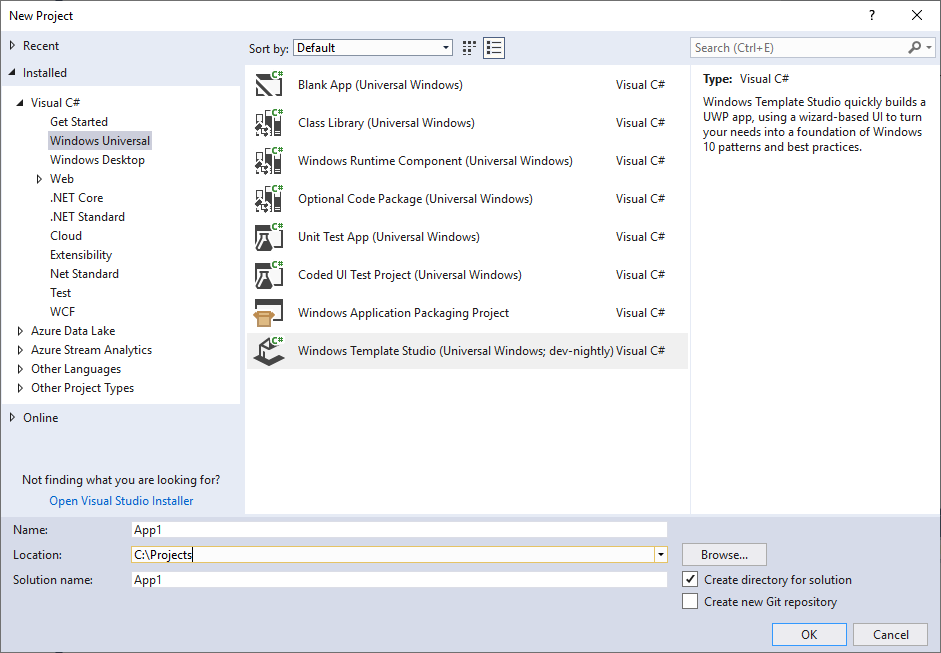 New Project
?
Recent
Installed
Visual C#
Get Started
Windows Universal
Windows Desktop
Web
.NET Core
.NET Standard
Cloud
Extensibility
Net Standard
Test
WCF
Azure Data Lake
Azure Stream Analytics
Other Languages
Other Project Types
Online
Not finding what you are looking for?
Open Visual Studio Installer
Sort by: Default
C# Blank App (Universal Windows) Visual C#
C# Class Library (Universal Windows) Visual C#
C# Windows Runtime Component (Universal Windows) Visual C#
C# Optional Code Package (Universal Windows) Visual C#
C# Unit Test App (Universal Windows) Visual C#
C# Coded UI Test Project (Universal Windows) Visual C#
Windows Application Packaging Project Visual C#
C# Windows Template Studio (Universal Windows; dev-nightly) Visual C#
Search (Ctrl+E)
Type: Visual C#
Windows Template Studio quickly builds a
UWP app, using a wizard-based UI to turn
your needs into a foundation of Windows
10 patterns and best practices.
Name: App1
Location: C:\Projects
Browse...
Solution name: App1
Create directory for solution
Create new Git repository
OK
Cancel